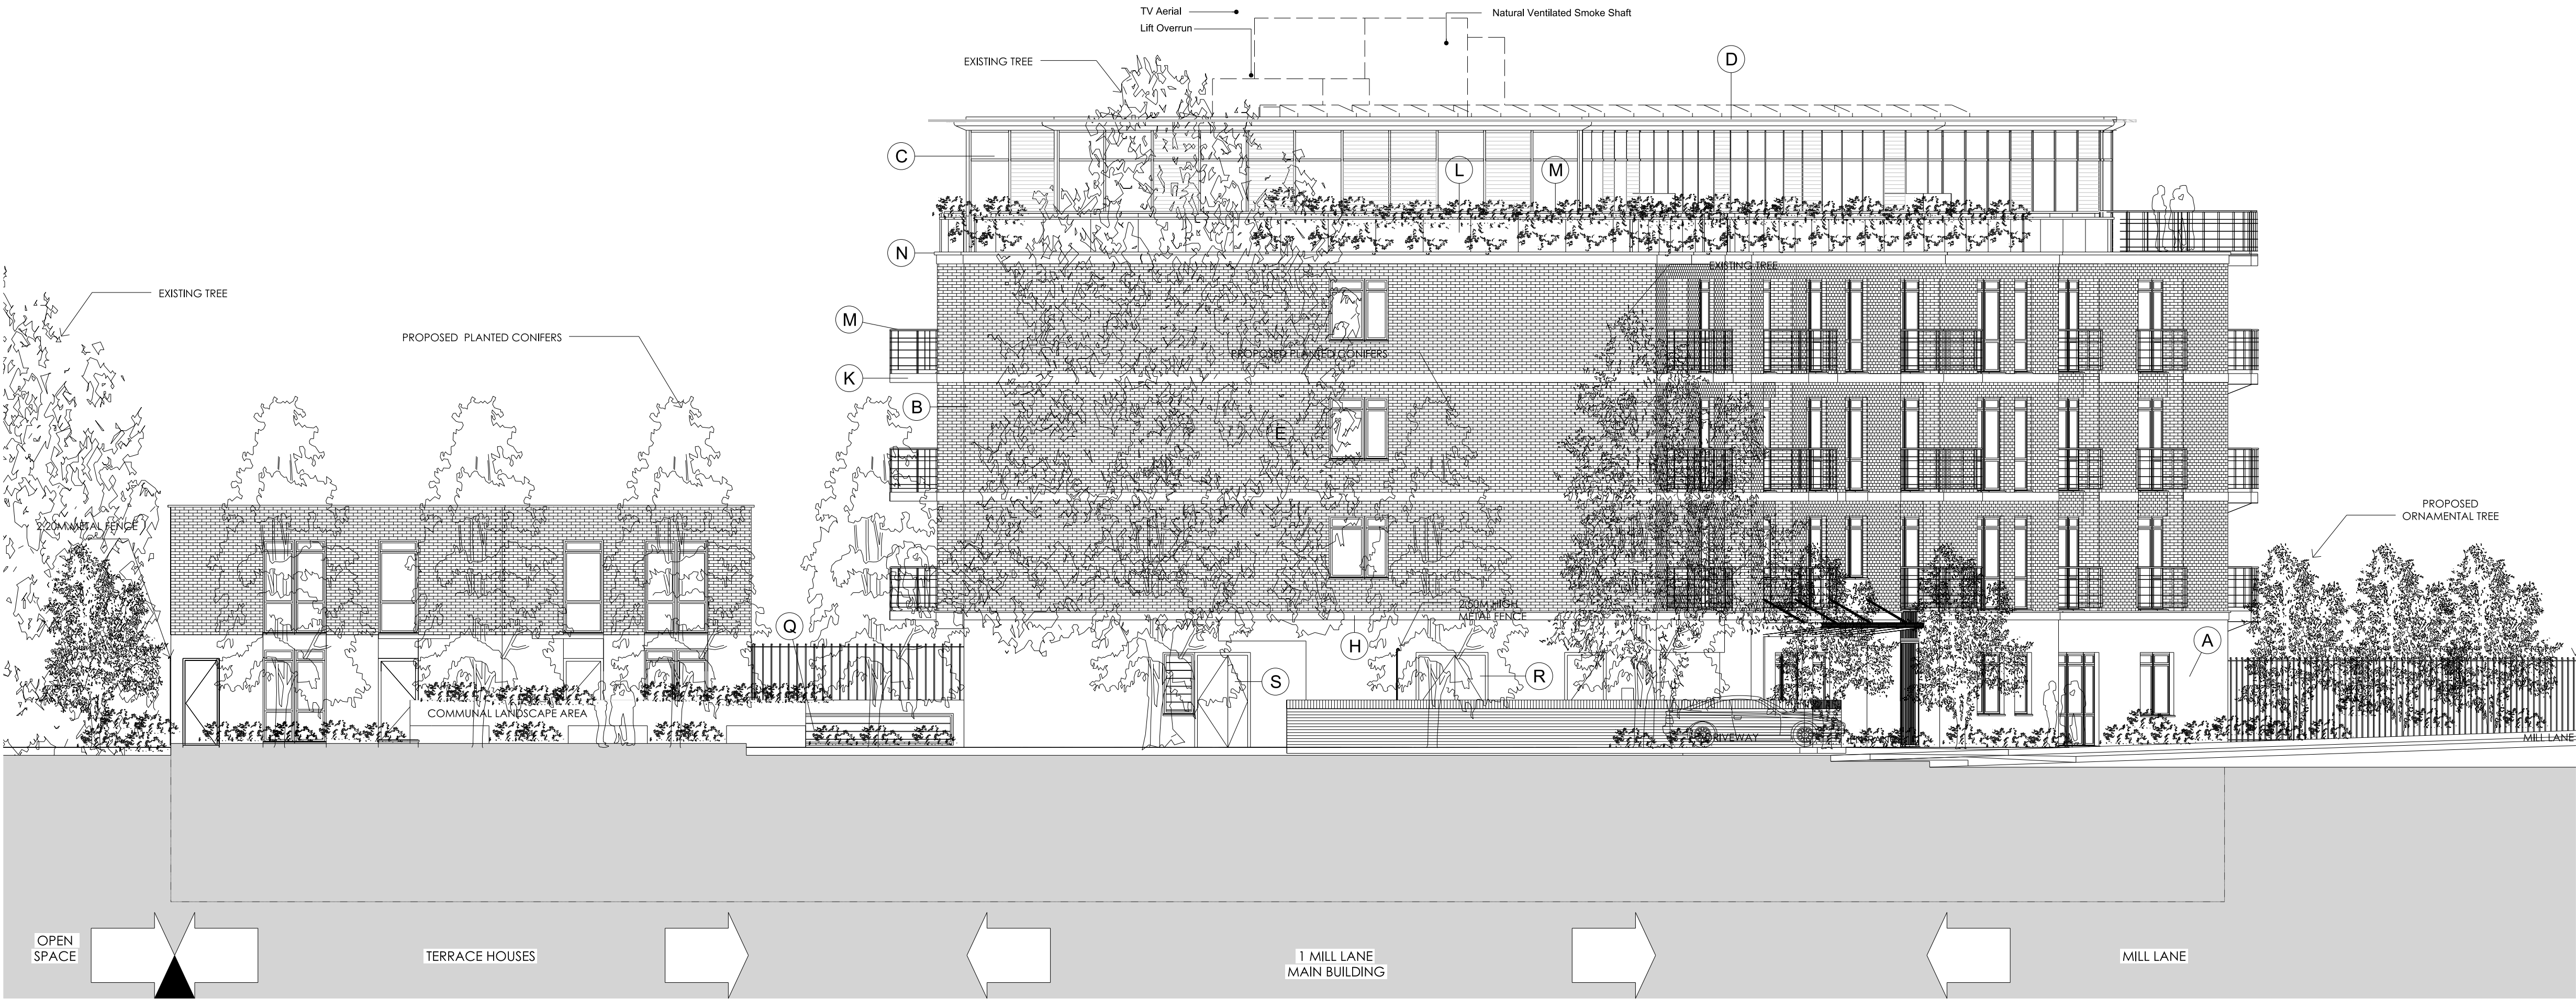 TV Aerial
Natural Ventilated Smoke Shaft
Lift Overrun
EXISTING TREE
D
C
L
M
N
EXISTING TREE
EXISTING TREE
M
PROPOSED PLANTED CONIFERS
PROPOSED PLANTED CONIFERS
K
B
E
2.20M METAL FENCE
PROPOSED
ORNAMENTAL TREE
2.50M HIGH
METAL FENCE
Q
H
A
S
R
COMMUNAL LANDSCAPE AREA
DRIVEWAY
MILL LANE
OPEN
SPACE
TERRACE HOUSES
1 MILL LANE
MAIN BUILDING
MILL LANE